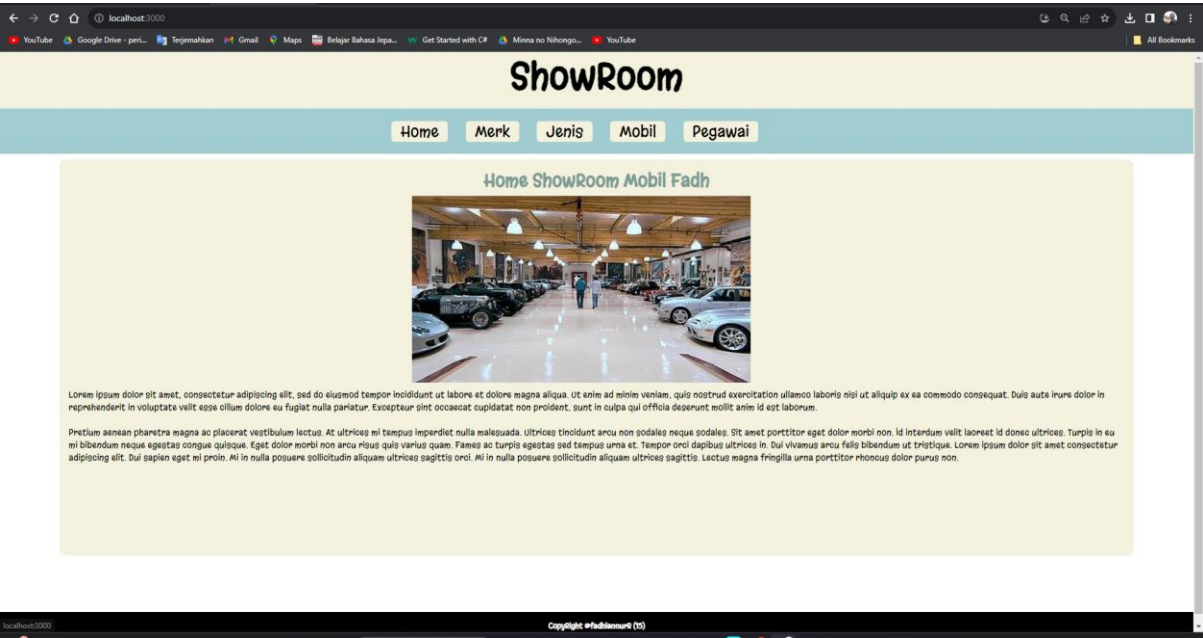 localhost:3000
YouTube Google Drive - peri... Terjemahkan Gmail Maps Belajar Bahasa Jepa... Get Started with C# Minna no Nihongo... YouTube All Bookmarks
ShowRoom
Home Merk Jenis Mobil Pegawai
Home ShowRoom Mobil Fadh
Lorem ipsum dolor sit amet, consectetur adipiscing elit, sed do eiusmod tempor incididunt ut labore et dolore magna aliqua. Ut enim ad minim veniam, quis nostrud exercitation ullamco laboris nisi ut aliquip ex ea commodo consequat. Duis aute irure dolor in
reprehenderit in voluptate velit esse cillum dolore eu fugiat nulla pariatur. Excepteur sint occaecat cupidatat non proident, sunt in culpa qui officia deserunt mollit anim id est laborum.
Pretium aenean pharetra magna ac placerat vestibulum lectus. At ultrices mi tempus imperdiet nulla malesuada. Ultrices tincidunt arcu non sodales neque sodales. Sit amet porttitor eget dolor morbi non. Id interdum velit laoreet id donec ultrices. Turpis in eu
mi bibendum neque egestas congue quisque. Eget dolor morbi non arcu risus quis varius quam. Fames ac turpis egestas sed tempus urna et. Tempor orci dapibus ultrices in. Dui vivamus arcu felis bibendum ut tristique. Lorem ipsum dolor sit amet consectetur
adipiscing elit. Dui sapien eget mi proin. Mi in nulla posuere sollicitudin aliquam ultrices sagittis orci. Mi in nulla posuere sollicitudin aliquam ultrices sagittis. Lectus magna fringilla urna porttitor rhoncus dolor purus non.
localhost:3000
CopyRight (15)